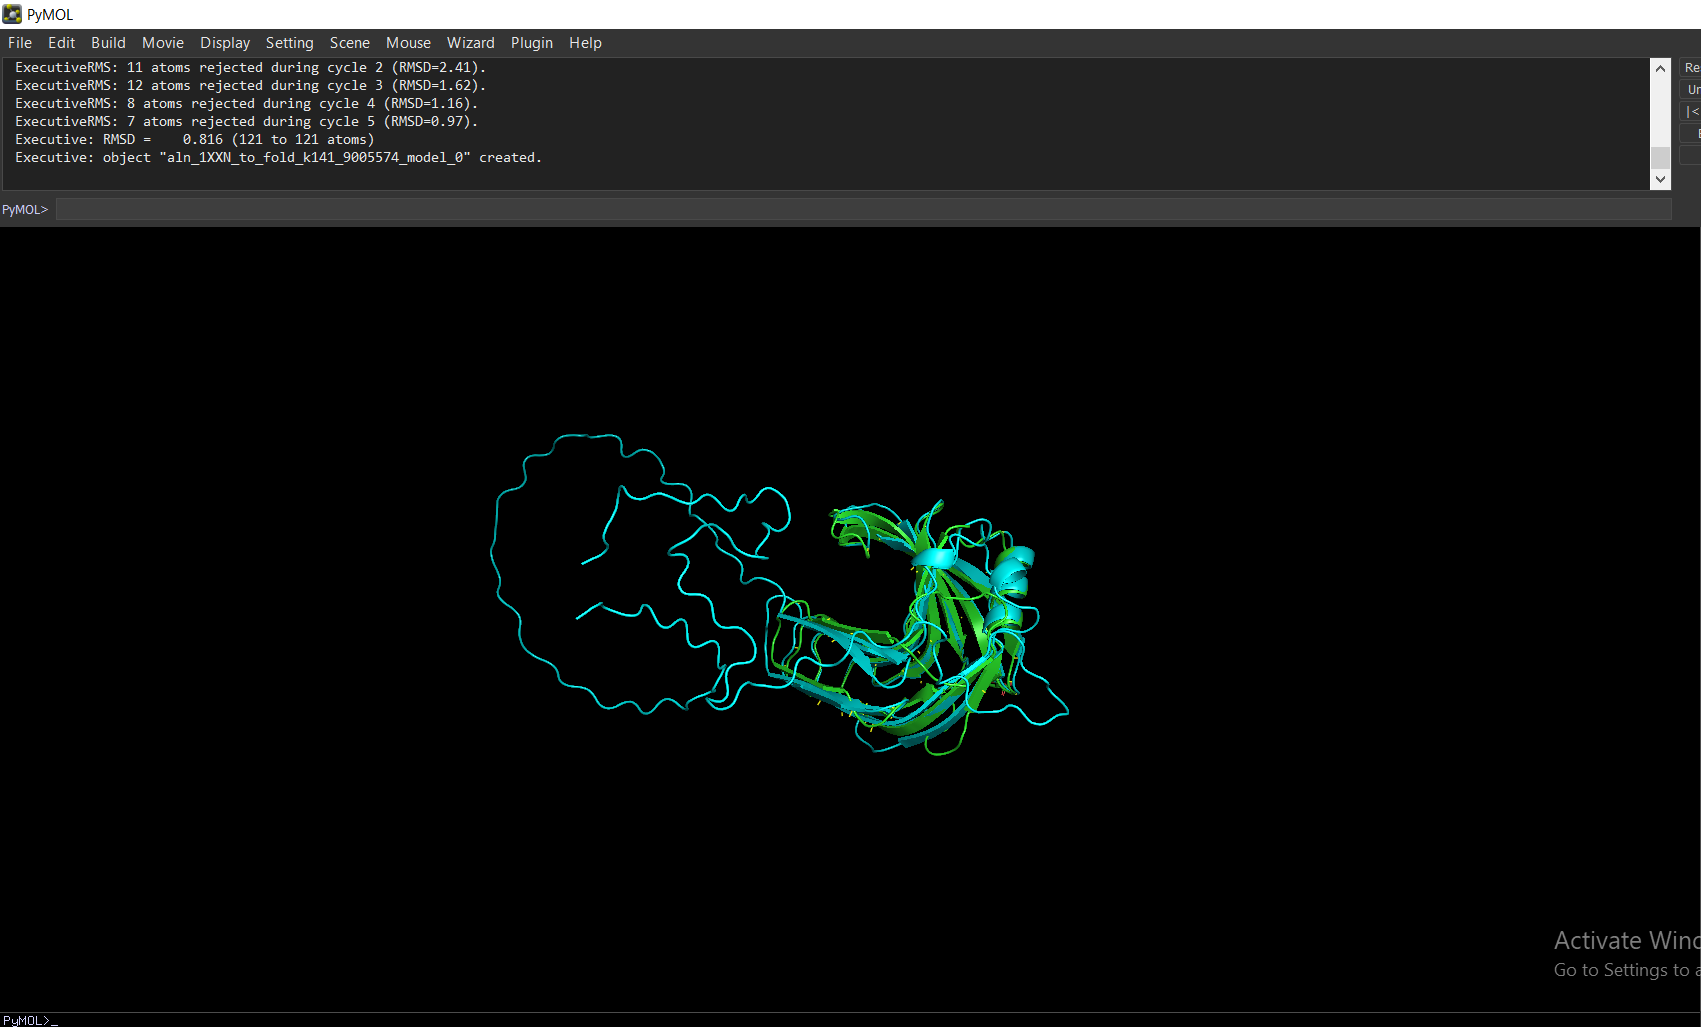 PyMOL
File Edit Build Movie Display Setting Scene Mouse Wizard Plugin Help
ExecutiveRMS: 11 atoms rejected during cycle 2 (RMSD=2.41).
ExecutiveRMS: 12 atoms rejected during cycle 3 (RMSD=1.62).
ExecutiveRMS: 8 atoms rejected during cycle 4 (RMSD=1.16).
ExecutiveRMS: 7 atoms rejected during cycle 5 (RMSD=0.97).
Executive: RMSD =    0.816 (121 to 121 atoms)
Executive: object "aln_1XXN_to_fold_k141_9005574_model_0" created.
Re
Un
|<
PyMOL>
Activate Wind
Go to Settings to a
PyMOL>_